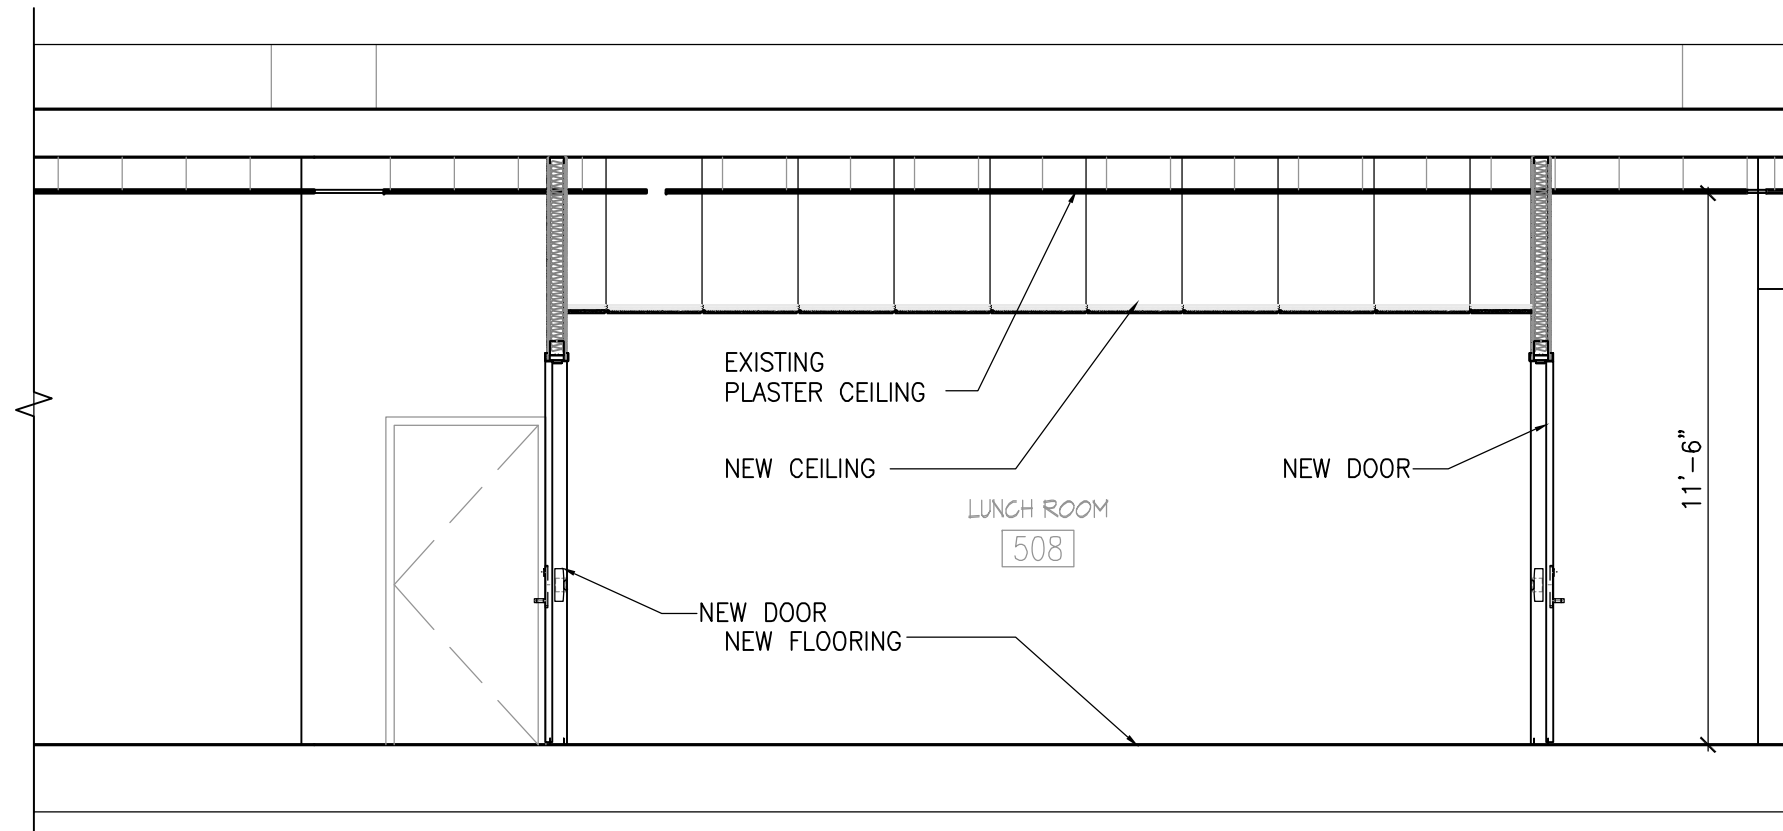 EXISTING
PLASTER CEILING
NEW CEILING
NEW DOOR
11'-6"
LUNCH ROOM
508
NEW DOOR
NEW FLOORING